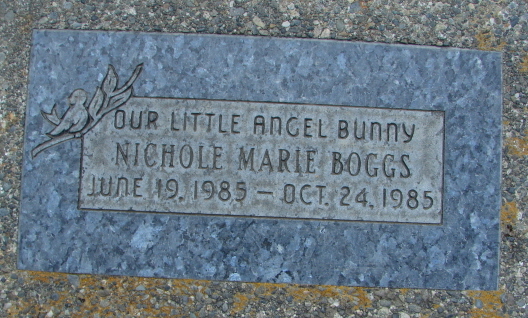 OUR LITTLE ANGEL BUNNY
NICHOLE MARIE BOGGS
JUNE 19, 1985 – OCT. 24, 1985